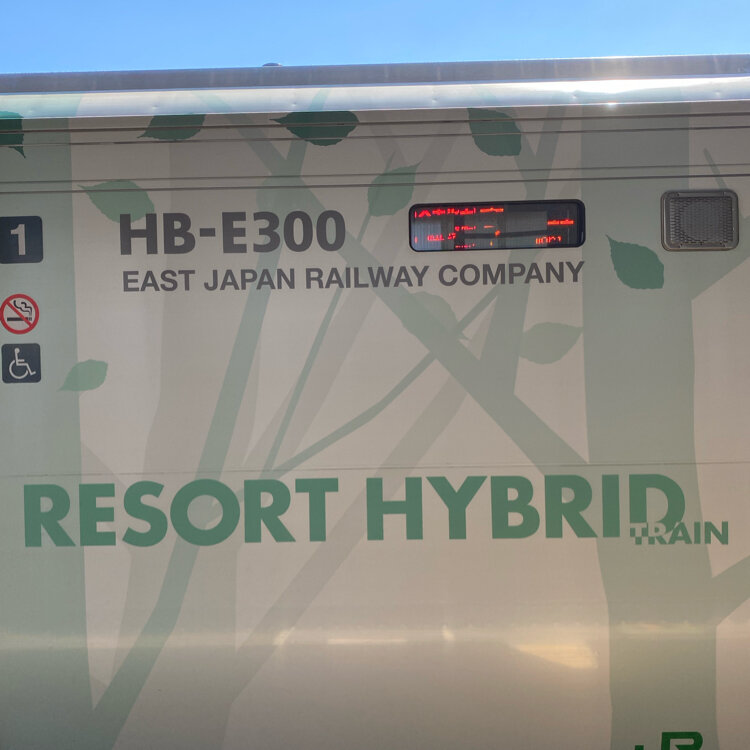 HB-E300
1
EAST JAPAN RAILWAY COMPANY
RESORT HYBRID
TRAIN